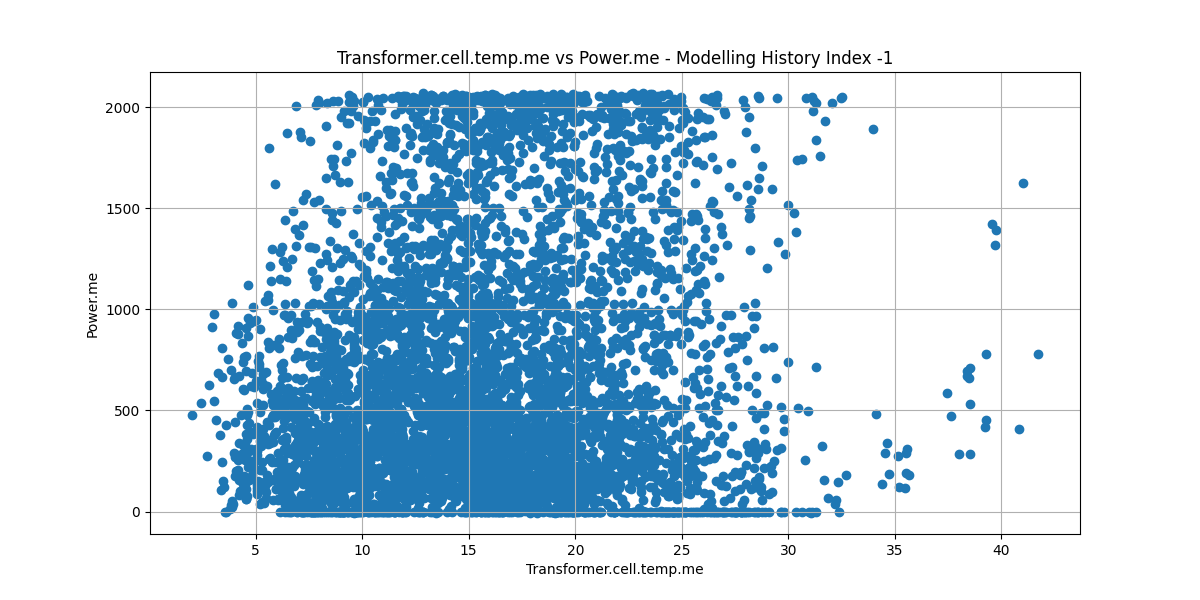 Transformer.cell.temp.me vs Power.me - Modelling History Index -1
2000
1500
1000
500
0
Power.me
5 10 15 20 25 30 35 40
Transformer.cell.temp.me